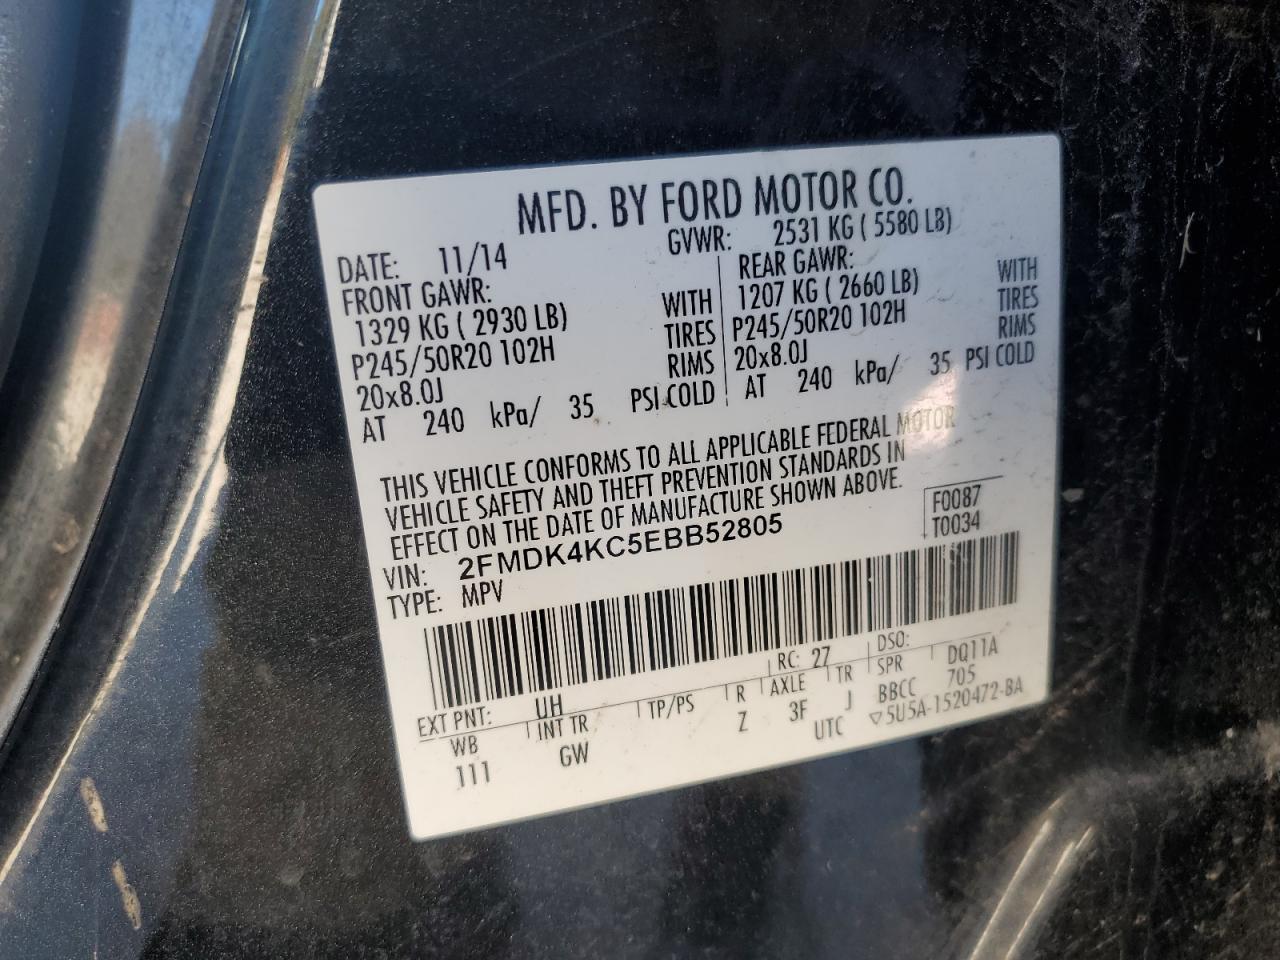 MFD. BY FORD MOTOR CO.
DATE: 11/14 GVWR: 2531 KG ( 5580 LB)
FRONT GAWR:
1329 KG ( 2930 LB) WITH
P245/50R20 102H TIRES
20x8.0J RIMS
AT 240 kPa/ 35 PSI COLD
REAR GAWR:
1207 KG ( 2660 LB) WITH
P245/50R20 102H TIRES
20x8.0J RIMS
AT 240 kPa/ 35 PSI COLD
THIS VEHICLE CONFORMS TO ALL APPLICABLE FEDERAL MOTOR
VEHICLE SAFETY AND THEFT PREVENTION STANDARDS IN
EFFECT ON THE DATE OF MANUFACTURE SHOWN ABOVE.
VIN: 2FMDK4KC5EBB52805
TYPE: MPV
F0087
T0034
EXT PNT: UH RC: 27 DSO:
WB INT TR TP/PS R AXLE TR SPR DQ11A
111 GW Z 3F J BBCC 705
UTC ▽5U5A-1520472-BA